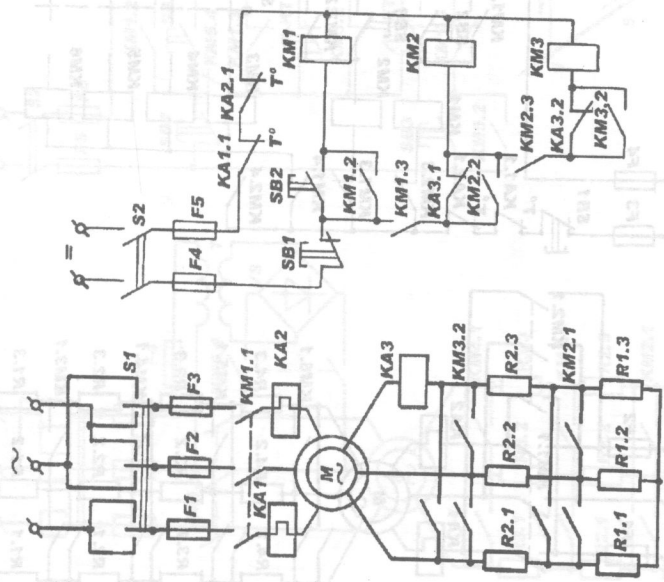 ~
S1
F1
F2
F3
KM1.1
KA1
KA2
M
~
KA3
KM3.2
R2.1
R2.2
R2.3
KM2.1
R1.1
R1.2
R1.3
=
S2
F4
F5
KA1.1
KA2.1
T°
T°
SB1
SB2
KM1
KM1.2
KM1.3
KM2
KA3.1
KM2.2
KM2.3
KM3
KA3.2
KM3.2